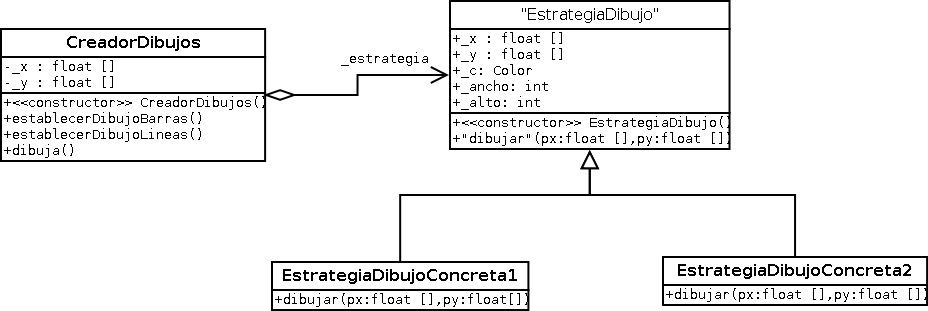 CreadorDibujos
-_x : float []
-_y : float []
+<<constructor>> CreadorDibujos()
+establecerDibujoBarras()
+establecerDibujoLineas()
+dibuja()
_estrategia
"EstrategiaDibujo"
+_x : float []
+_y : float []
+_c: Color
+_ancho: int
+_alto: int
+<<constructor>> EstrategiaDibujo()
+"dibujar"(px:float [],py:float [])
EstrategiaDibujoConcreta1
+dibujar(px:float [],py:float[])
EstrategiaDibujoConcreta2
+dibujar(px:float [],py:float [])